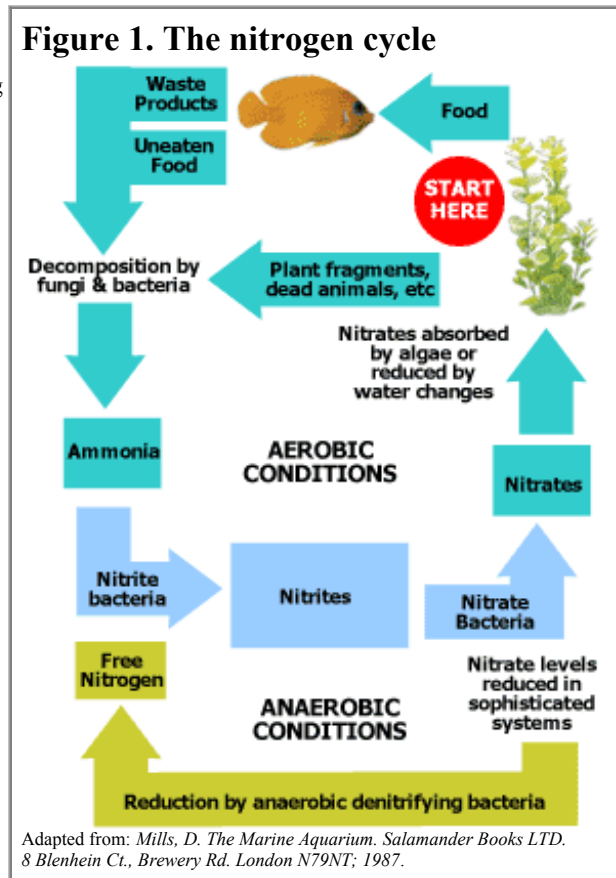 Figure 1. The nitrogen cycle
Waste
Products
Uneaten
Food
Food
START
HERE
Decomposition by
fungi & bacteria
Plant fragments,
dead animals, etc
Nitrates absorbed
by algae or
reduced by
water changes
Ammonia
AEROBIC
CONDITIONS
Nitrates
Nitrite
bacteria
Nitrites
Nitrate
Bacteria
Free
Nitrogen
ANAEROBIC
CONDITIONS
Nitrate levels
reduced in
sophisticated
systems
Reduction by anaerobic denitrifying bacteria
Adapted from: Mills, D. The Marine Aquarium. Salamander Books LTD.
8 Blenhein Ct., Brewery Rd. London N79NT; 1987.